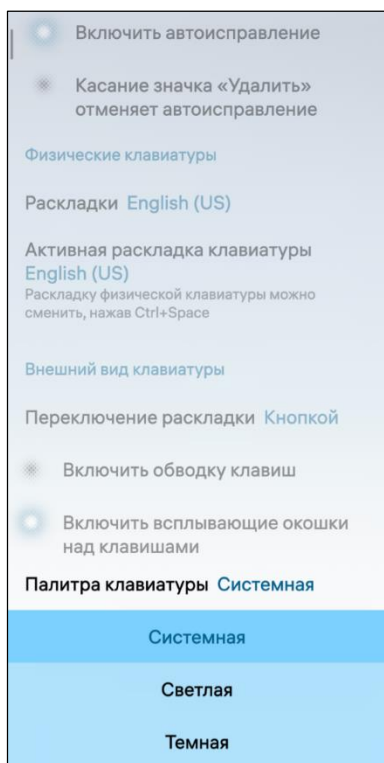 Включить автоисправление
Касание значка «Удалить»
отменяет автоисправление
Физические клавиатуры
Раскладки English (US)
Активная раскладка клавиатуры
English (US)
Раскладку физической клавиатуры можно
сменить, нажав Ctrl+Space
Внешний вид клавиатуры
Переключение раскладки Кнопкой
Включить обводку клавиш
Включить всплывающие окошки
над клавишами
Палитра клавиатуры Системная
Системная
Светлая
Темная